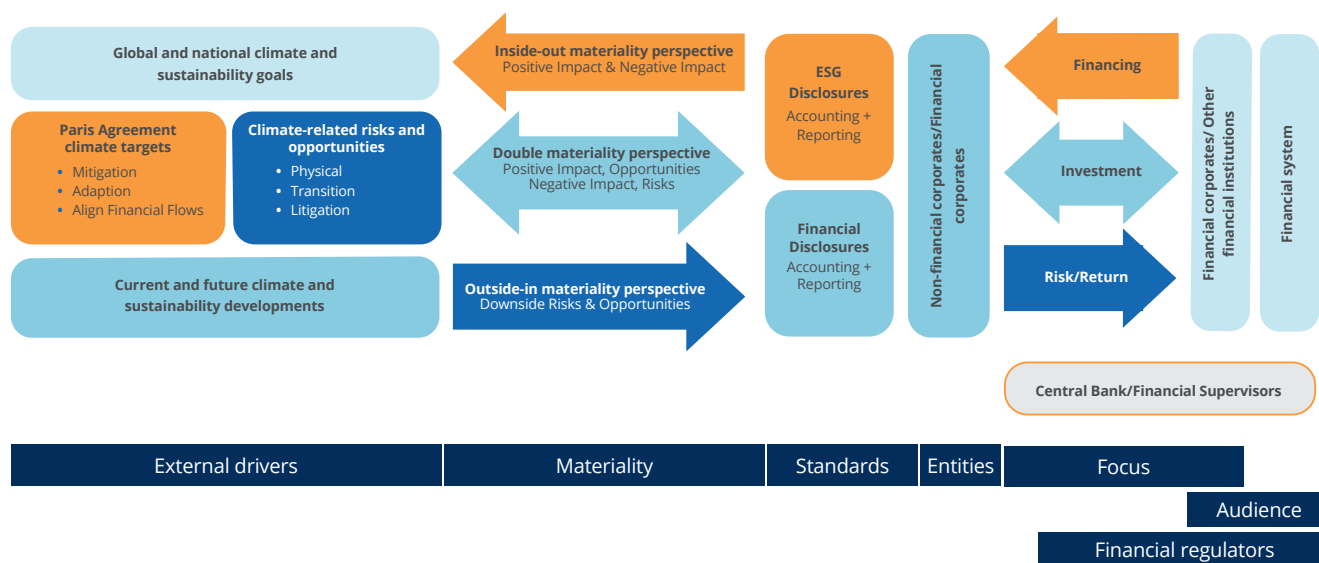 Global and national climate and
sustainability goals
Paris Agreement
climate targets
• Mitigation
• Adaption
• Align Financial Flows
Climate-related risks and
opportunities
• Physical
• Transition
• Litigation
Current and future climate and
sustainability developments
Inside-out materiality perspective
Positive Impact & Negative Impact
Double materiality perspective
Positive Impact, Opportunities
Negative Impact, Risks
Outside-in materiality perspective
Downside Risks & Opportunities
ESG
Disclosures
Accounting +
Reporting
Financial
Disclosures
Accounting +
Reporting
Non-financial corporates/Financial
corporates
Financing
Investment
Risk/Return
Financial corporates/ Other
financial institutions
Financial system
Central Bank/Financial Supervisors
External drivers
Materiality
Standards
Entities
Focus
Audience
Financial regulators